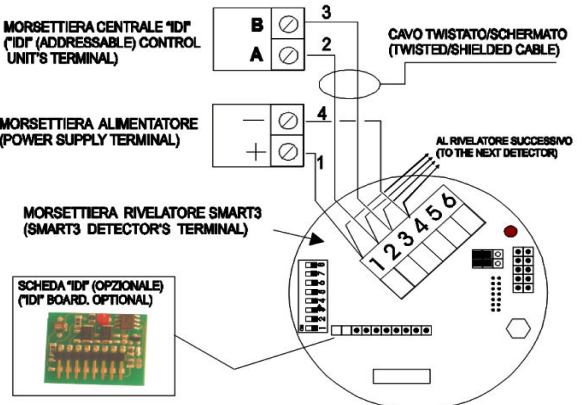 MORSETTIERA CENTRALE "IDI"
("IDI" (ADDRESSABLE) CONTROL
UNIT'S TERMINAL)
B
A
3
2
CAVO TWISTATO/SCHERMATO
(TWISTED/SHIELDED CABLE)
MORSETTIERA ALIMENTATORE
(POWER SUPPLY TERMINAL)
−
+
4
1
AL RIVELATORE SUCCESSIVO
(TO THE NEXT DETECTOR)
MORSETTIERA RIVELATORE SMART3
(SMART3 DETECTOR'S TERMINAL)
1 2 3 4 5 6
SCHEDA "IDI" (OPZIONALE)
("IDI" BOARD. OPTIONAL)